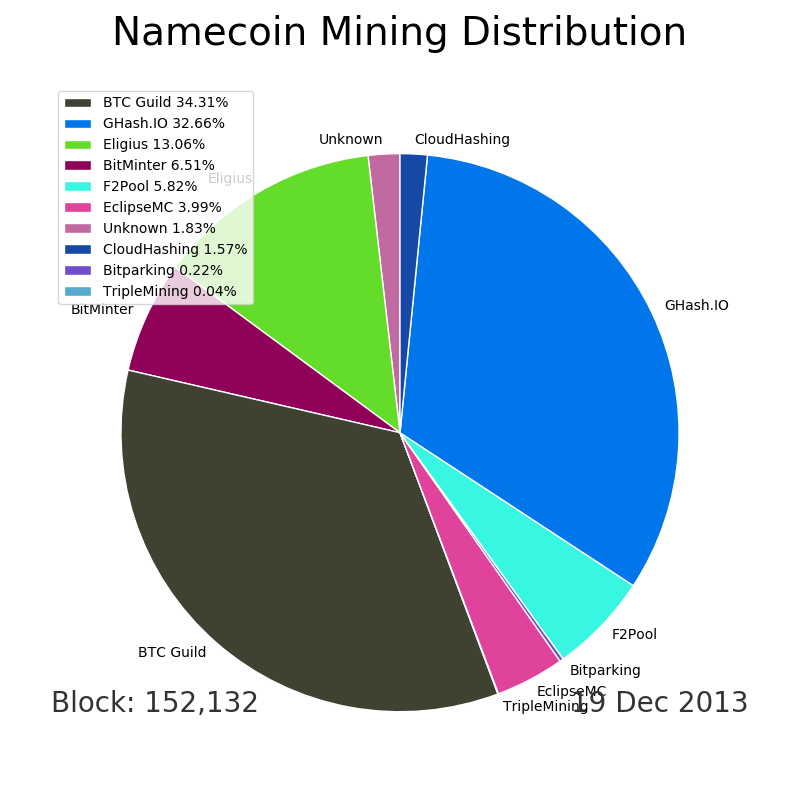 Namecoin Mining Distribution
BTC Guild 34.31%
GHash.IO 32.66%
Eligius 13.06%
BitMinter 6.51%
F2Pool 5.82%
EclipseMC 3.99%
Unknown 1.83%
CloudHashing 1.57%
Bitparking 0.22%
TripleMining 0.04%
Unknown
CloudHashing
Eligius
GHash.IO
BitMinter
F2Pool
BTC Guild
Bitparking
EclipseMC
TripleMining
Block: 152,132
19 Dec 2013